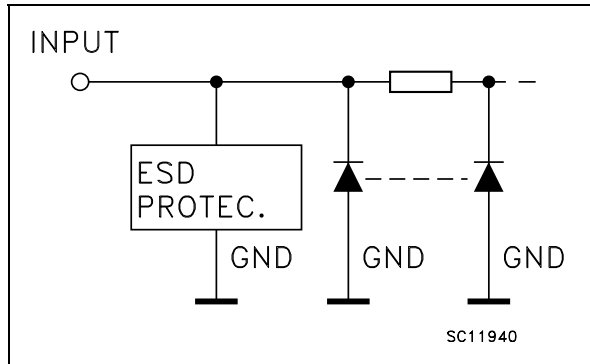 INPUT
ESD
PROTEC.
GND
GND
GND
SC11940